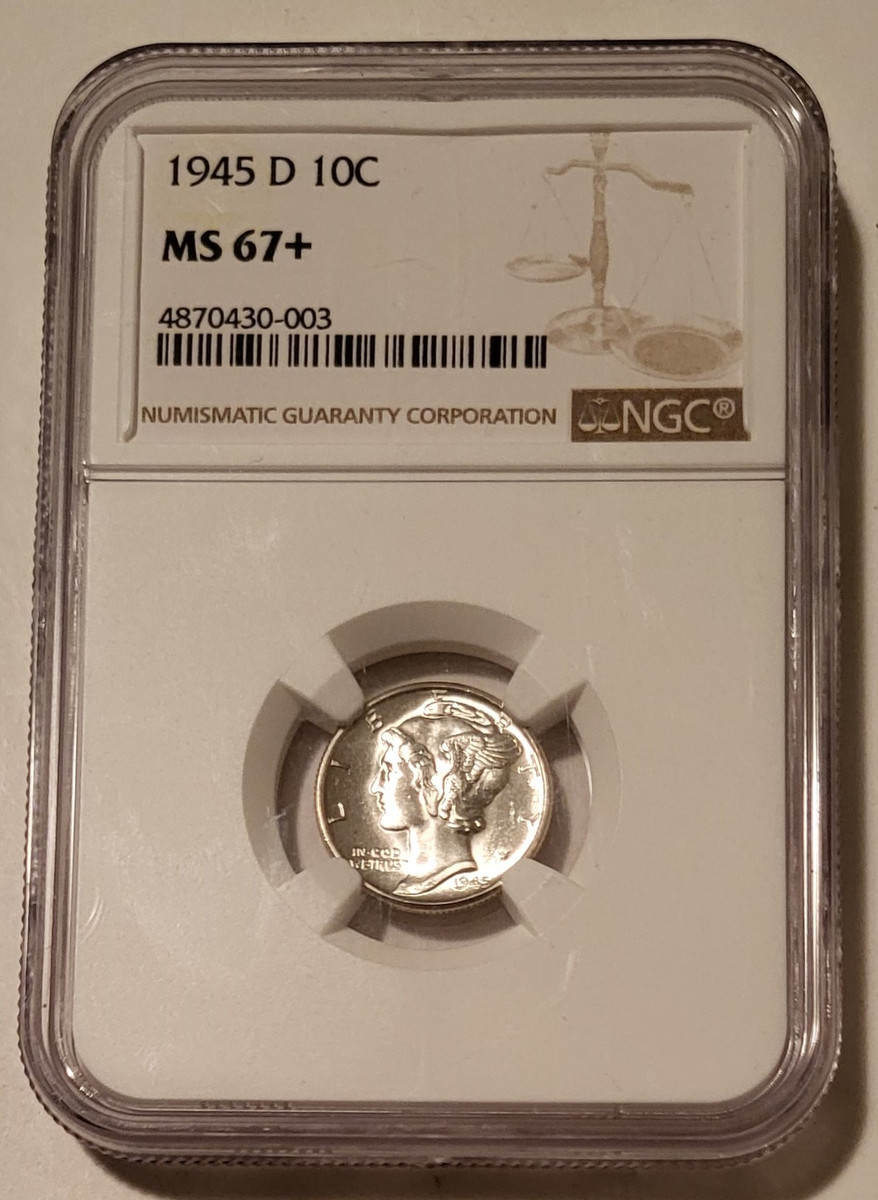 1945 D 10C
MS 67+
4870430-003
NUMISMATIC GUARANTY CORPORATION NGC®
LIBERTY
IN·GOD
WE·TRUST
1945